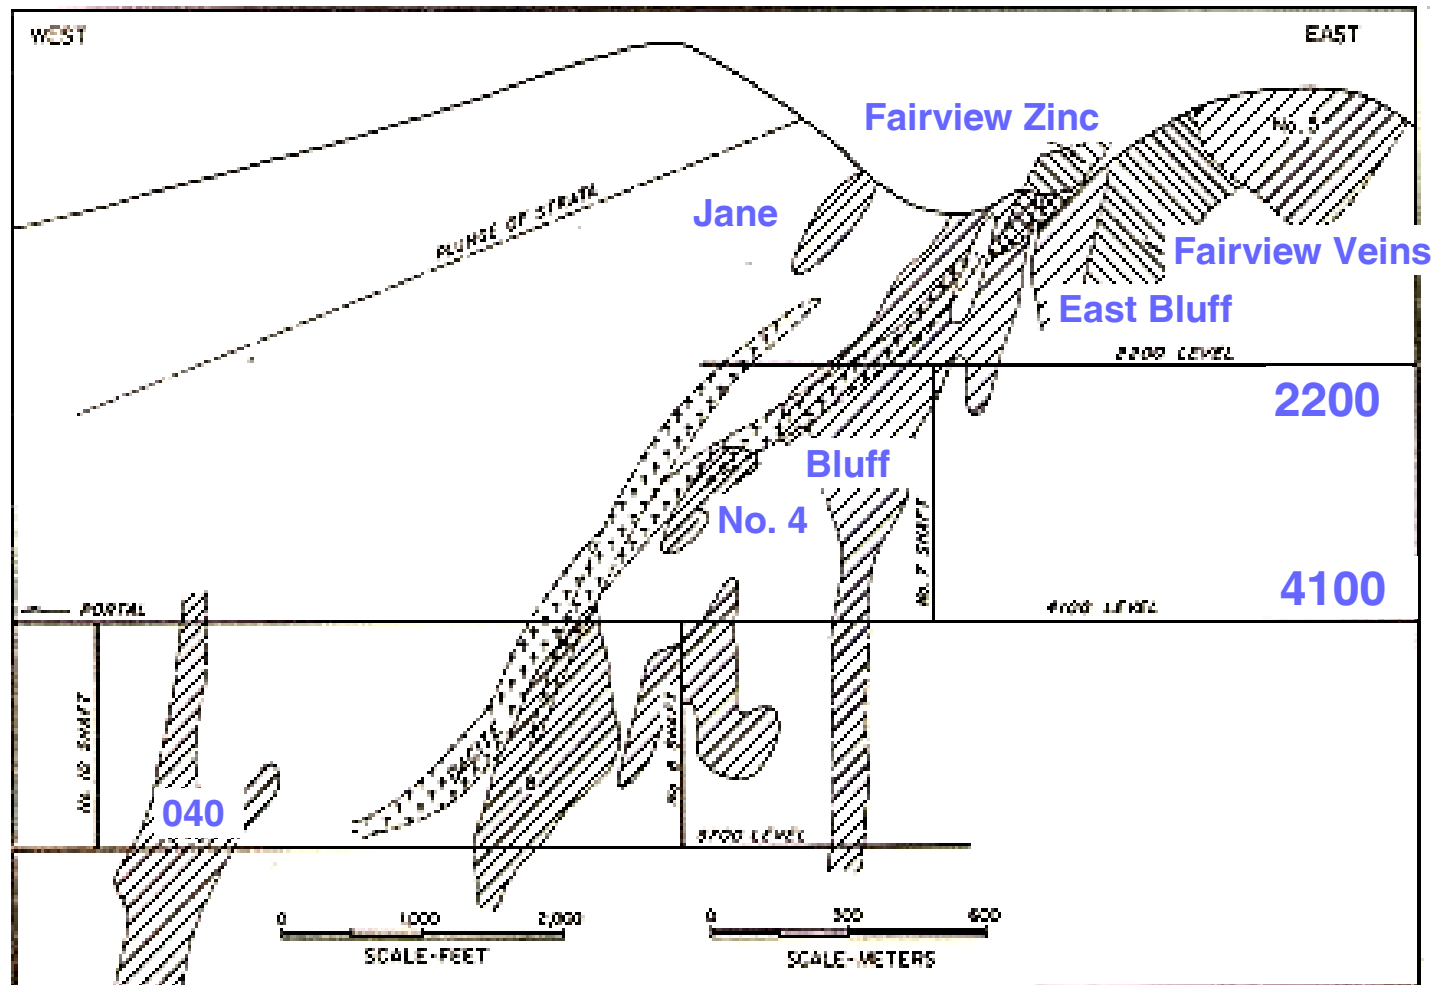 WEST
EAST
Fairview Zinc
No. 5
PLUNGE OF STRATA
Jane
Fairview Veins
East Bluff
2200 LEVEL
2200
Bluff
No. 4
No. 7 SHAFT
4100
PORTAL
4100 LEVEL
No. 10 SHAFT
No. 8 SHAFT
DACITE
8
040
5700 LEVEL
0 1,000 2,000
SCALE-FEET
0 300 600
SCALE-METERS